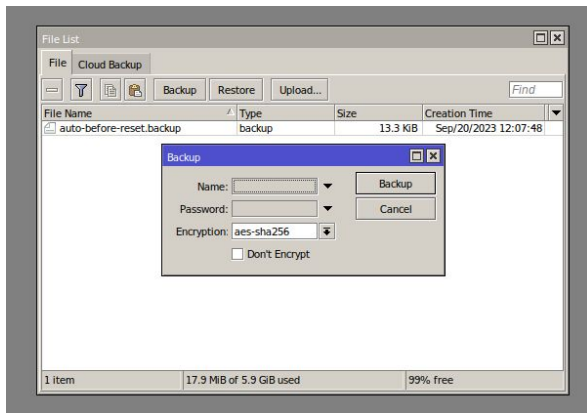 File List
File Cloud Backup
Backup Restore Upload... Find
File Name Type Size Creation Time
auto-before-reset.backup backup 13.3 KiB Sep/20/2023 12:07:48
Backup
Name: Backup
Password: Cancel
Encryption: aes-sha256
Don't Encrypt
1 item 17.9 MiB of 5.9 GiB used 99% free